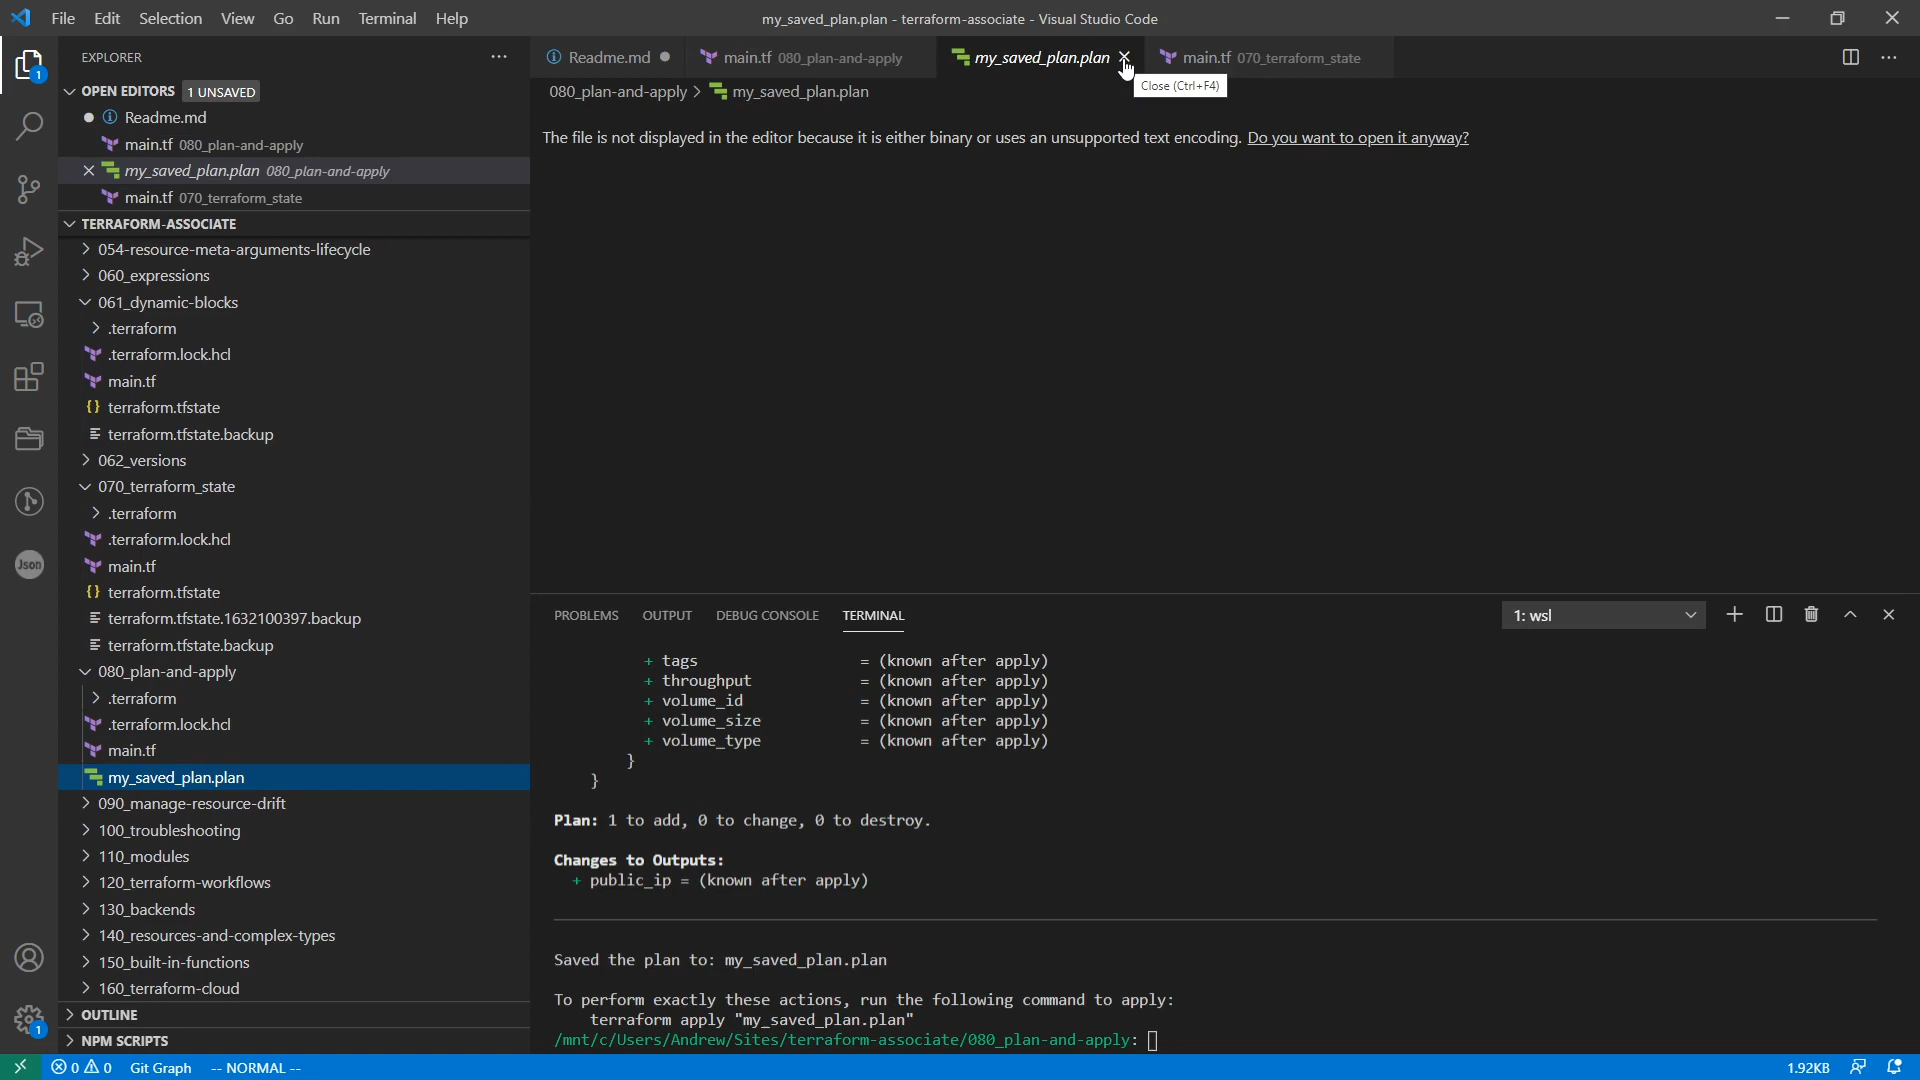 File Edit Selection View Go Run Terminal Help
my_saved_plan.plan - terraform-associate - Visual Studio Code
EXPLORER
OPEN EDITORS 1 UNSAVED
Readme.md
main.tf 080_plan-and-apply
my_saved_plan.plan 080_plan-and-apply
main.tf 070_terraform_state
TERRAFORM-ASSOCIATE
054-resource-meta-arguments-lifecycle
060_expressions
061_dynamic-blocks
.terraform
.terraform.lock.hcl
main.tf
{} terraform.tfstate
terraform.tfstate.backup
062_versions
070_terraform_state
.terraform
.terraform.lock.hcl
main.tf
{} terraform.tfstate
terraform.tfstate.1632100397.backup
terraform.tfstate.backup
080_plan-and-apply
.terraform
.terraform.lock.hcl
main.tf
my_saved_plan.plan
090_manage-resource-drift
100_troubleshooting
110_modules
120_terraform-workflows
130_backends
140_resources-and-complex-types
150_built-in-functions
160_terraform-cloud
OUTLINE
NPM SCRIPTS
1
Json
1
Readme.md main.tf 080_plan-and-apply my_saved_plan.plan main.tf 070_terraform_state
Close (Ctrl+F4)
080_plan-and-apply > my_saved_plan.plan
The file is not displayed in the editor because it is either binary or uses an unsupported text encoding. Do you want to open it anyway?
PROBLEMS OUTPUT DEBUG CONSOLE TERMINAL
1: wsl
+ tags = (known after apply)
+ throughput = (known after apply)
+ volume_id = (known after apply)
+ volume_size = (known after apply)
+ volume_type = (known after apply)
}
}
Plan: 1 to add, 0 to change, 0 to destroy.
Changes to Outputs:
+ public_ip = (known after apply)
Saved the plan to: my_saved_plan.plan
To perform exactly these actions, run the following command to apply:
terraform apply "my_saved_plan.plan"
/mnt/c/Users/Andrew/Sites/terraform-associate/080_plan-and-apply:
0 0 Git Graph -- NORMAL --
1.92KB